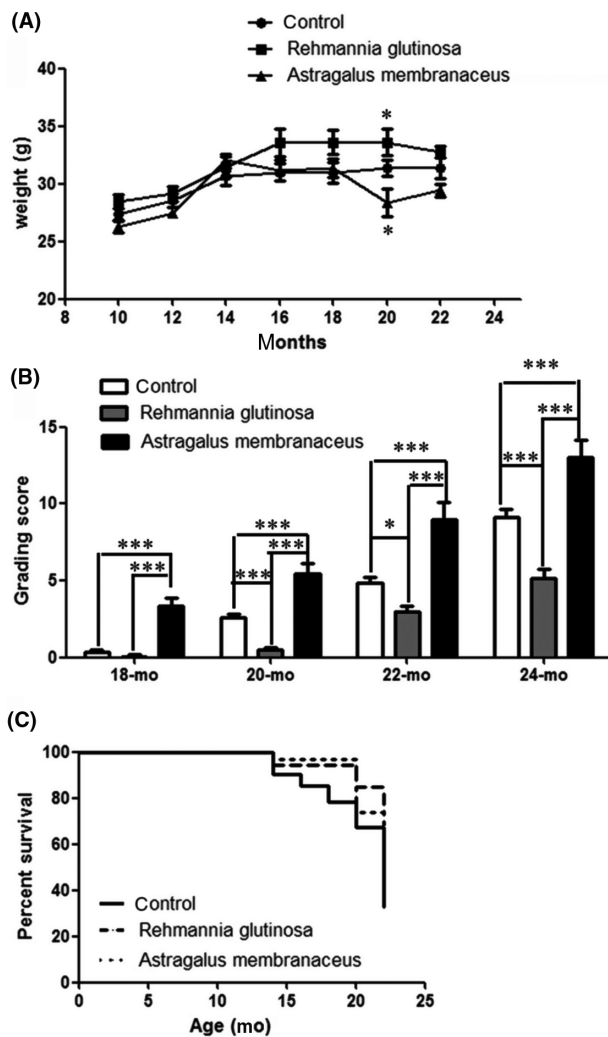 (A)
Control
Rehmannia glutinosa
Astragalus membranaceus
40
35
30
25
20
weight (g)
*
*
8 10 12 14 16 18 20 22 24
Months
(B)
Control
Rehmannia glutinosa
Astragalus membranaceus
15
10
5
0
Grading score
*** ***
*** *** ***
*** *** * ***
*** *** ***
18-mo 20-mo 22-mo 24-mo
(C)
100
80
60
40
20
0
Percent survival
Control
Rehmannia glutinosa
Astragalus membranaceus
0 5 10 15 20 25
Age (mo)